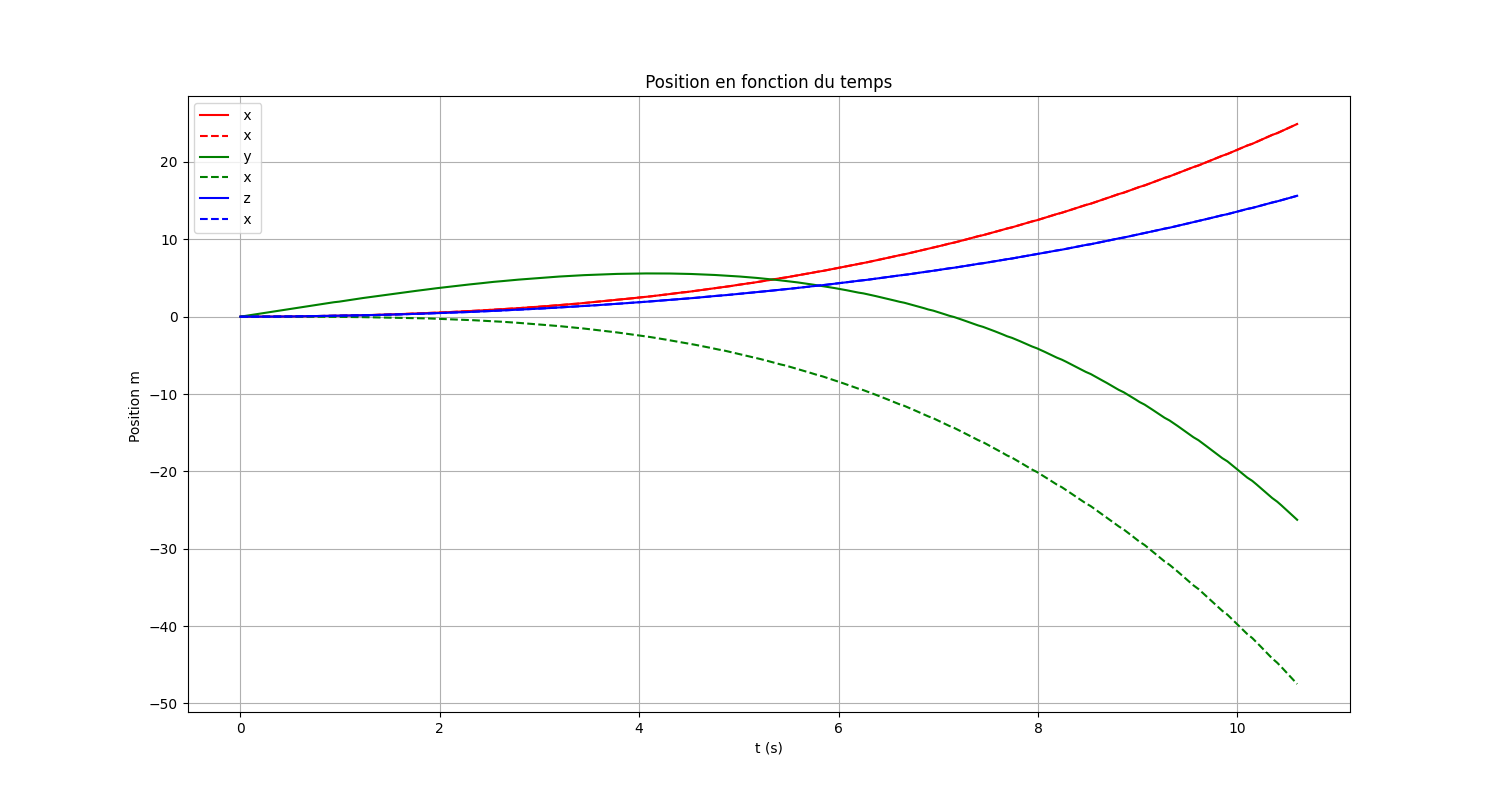 Position en fonction du temps
x
x
y
x
z
x
20
10
0
−10
−20
−30
−40
−50
Position m
0 2 4 6 8 10
t (s)